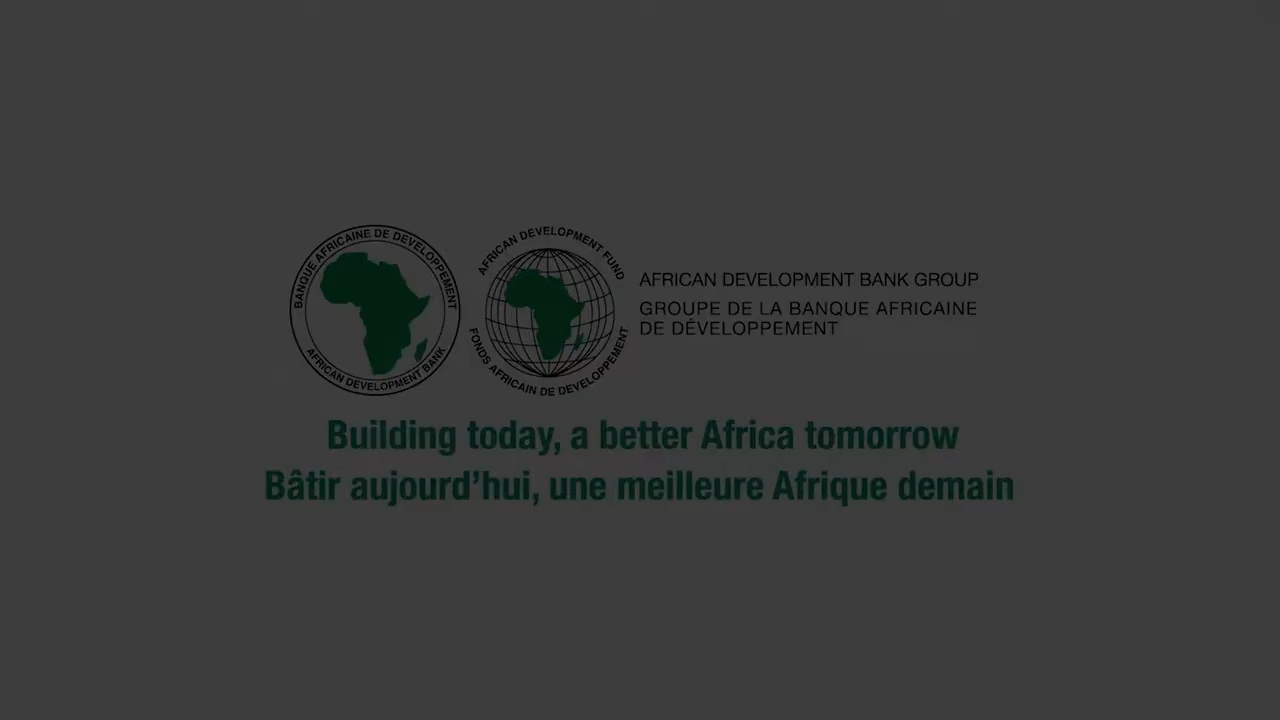 BANQUE AFRICAINE DE DEVELOPPEMENT
AFRICAN DEVELOPMENT BANK
AFRICAN DEVELOPMENT FUND
FONDS AFRICAIN DE DEVELOPPEMENT
AFRICAN DEVELOPMENT BANK GROUP
GROUPE DE LA BANQUE AFRICAINE
DE DÉVELOPPEMENT
Building today, a better Africa tomorrow
Bâtir aujourd’hui, une meilleure Afrique demain